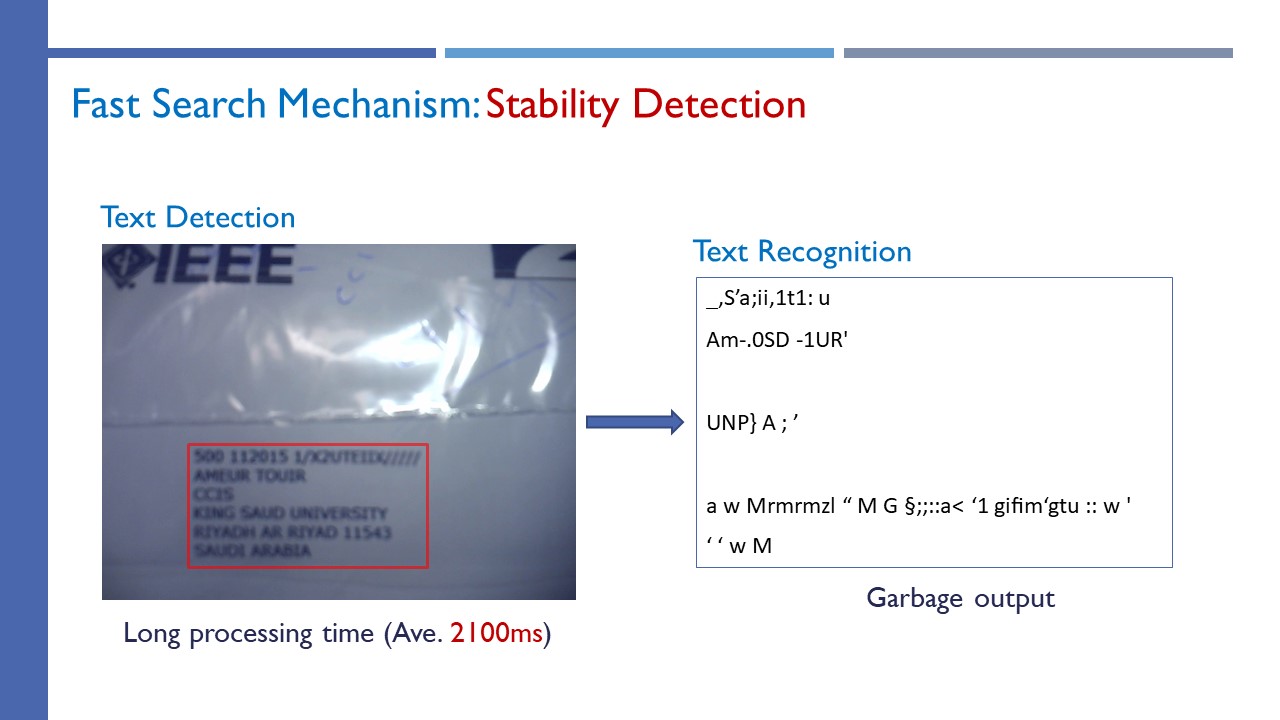 Fast Search Mechanism: Stability Detection
Text Detection
IEEE
CCI
500 112015 1/X2UTEIIX//////
AMEUR TOUIR
CCIS
KING SAUD UNIVERSITY
RIYADH AR RIYAD 11543
SAUDI ARABIA
Long processing time (Ave. 2100ms)
Text Recognition
_,S’a;ii,1t1: u
Am-.0SD -1UR'
UNP} A ; ’
a w Mrmrmzl “ M G §;;::a< ‘1 gifim‘gtu :: w '
‘ ‘ w M
Garbage output